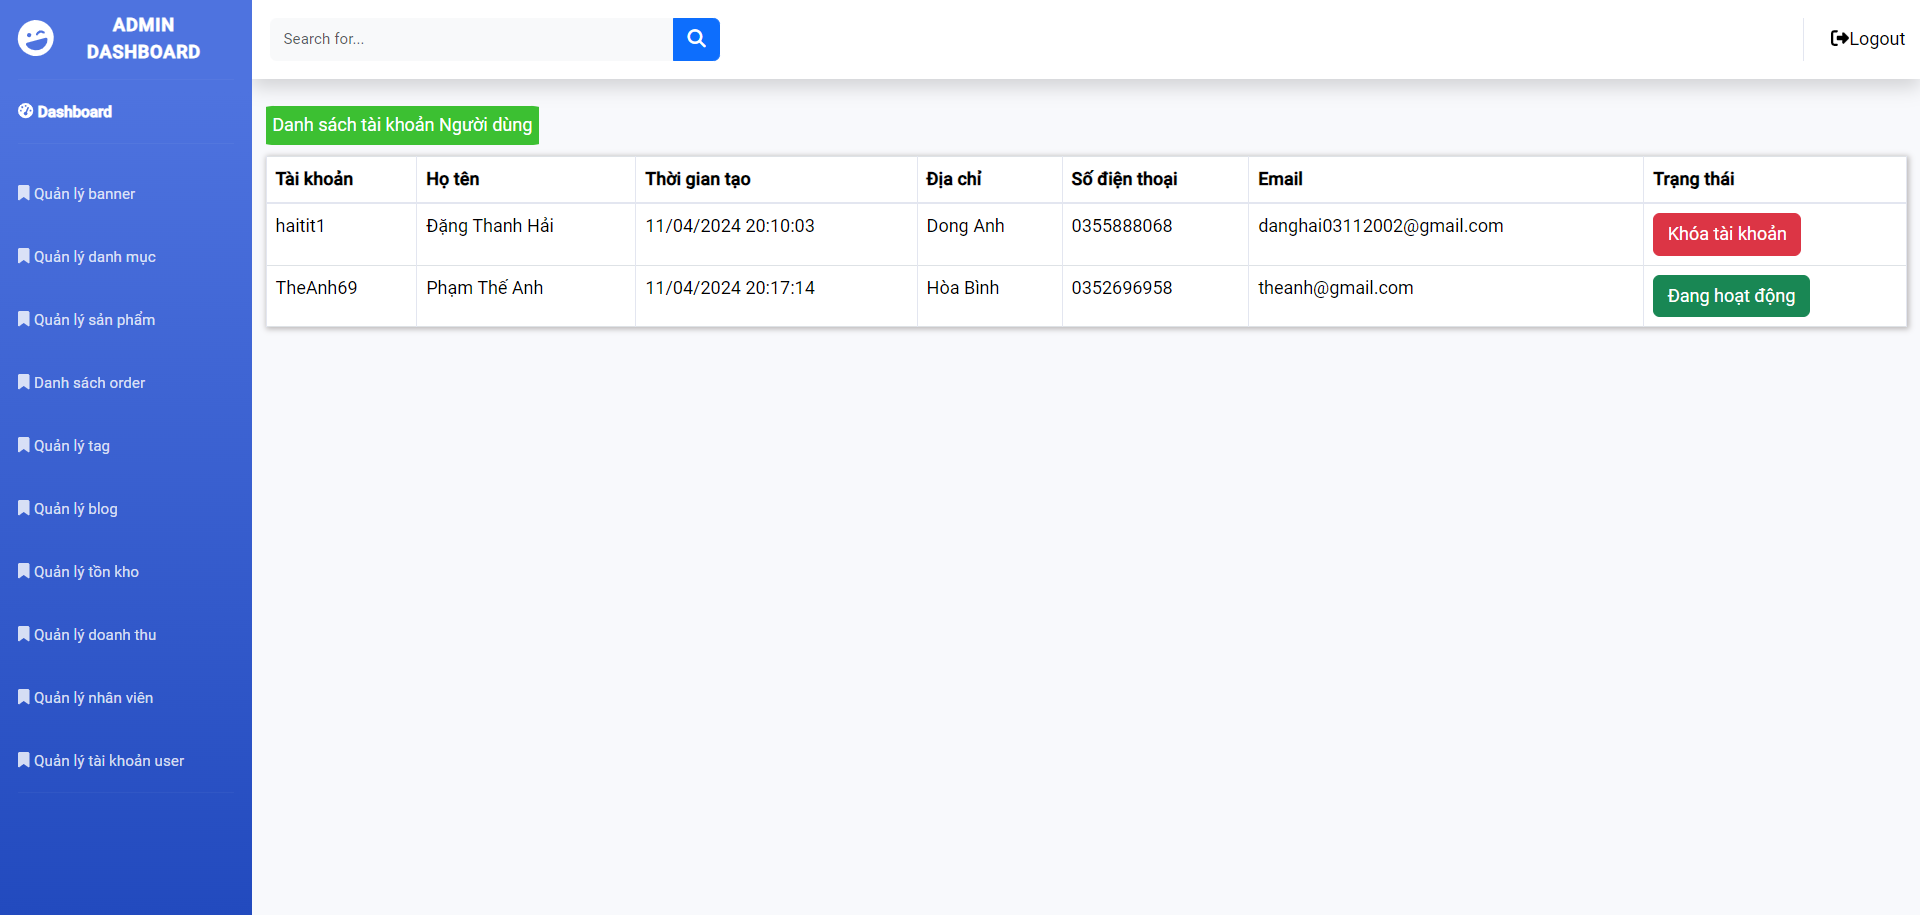 ADMIN
DASHBOARD
Search for...
Logout
Dashboard
Quản lý banner
Quản lý danh mục
Quản lý sản phẩm
Danh sách order
Quản lý tag
Quản lý blog
Quản lý tồn kho
Quản lý doanh thu
Quản lý nhân viên
Quản lý tài khoản user
Danh sách tài khoản Người dùng
Tài khoản Họ tên Thời gian tạo Địa chỉ Số điện thoại Email Trạng thái
haitit1 Đặng Thanh Hải 11/04/2024 20:10:03 Dong Anh 0355888068 danghai03112002@gmail.com Khóa tài khoản
TheAnh69 Phạm Thế Anh 11/04/2024 20:17:14 Hòa Bình 0352696958 theanh@gmail.com Đang hoạt động